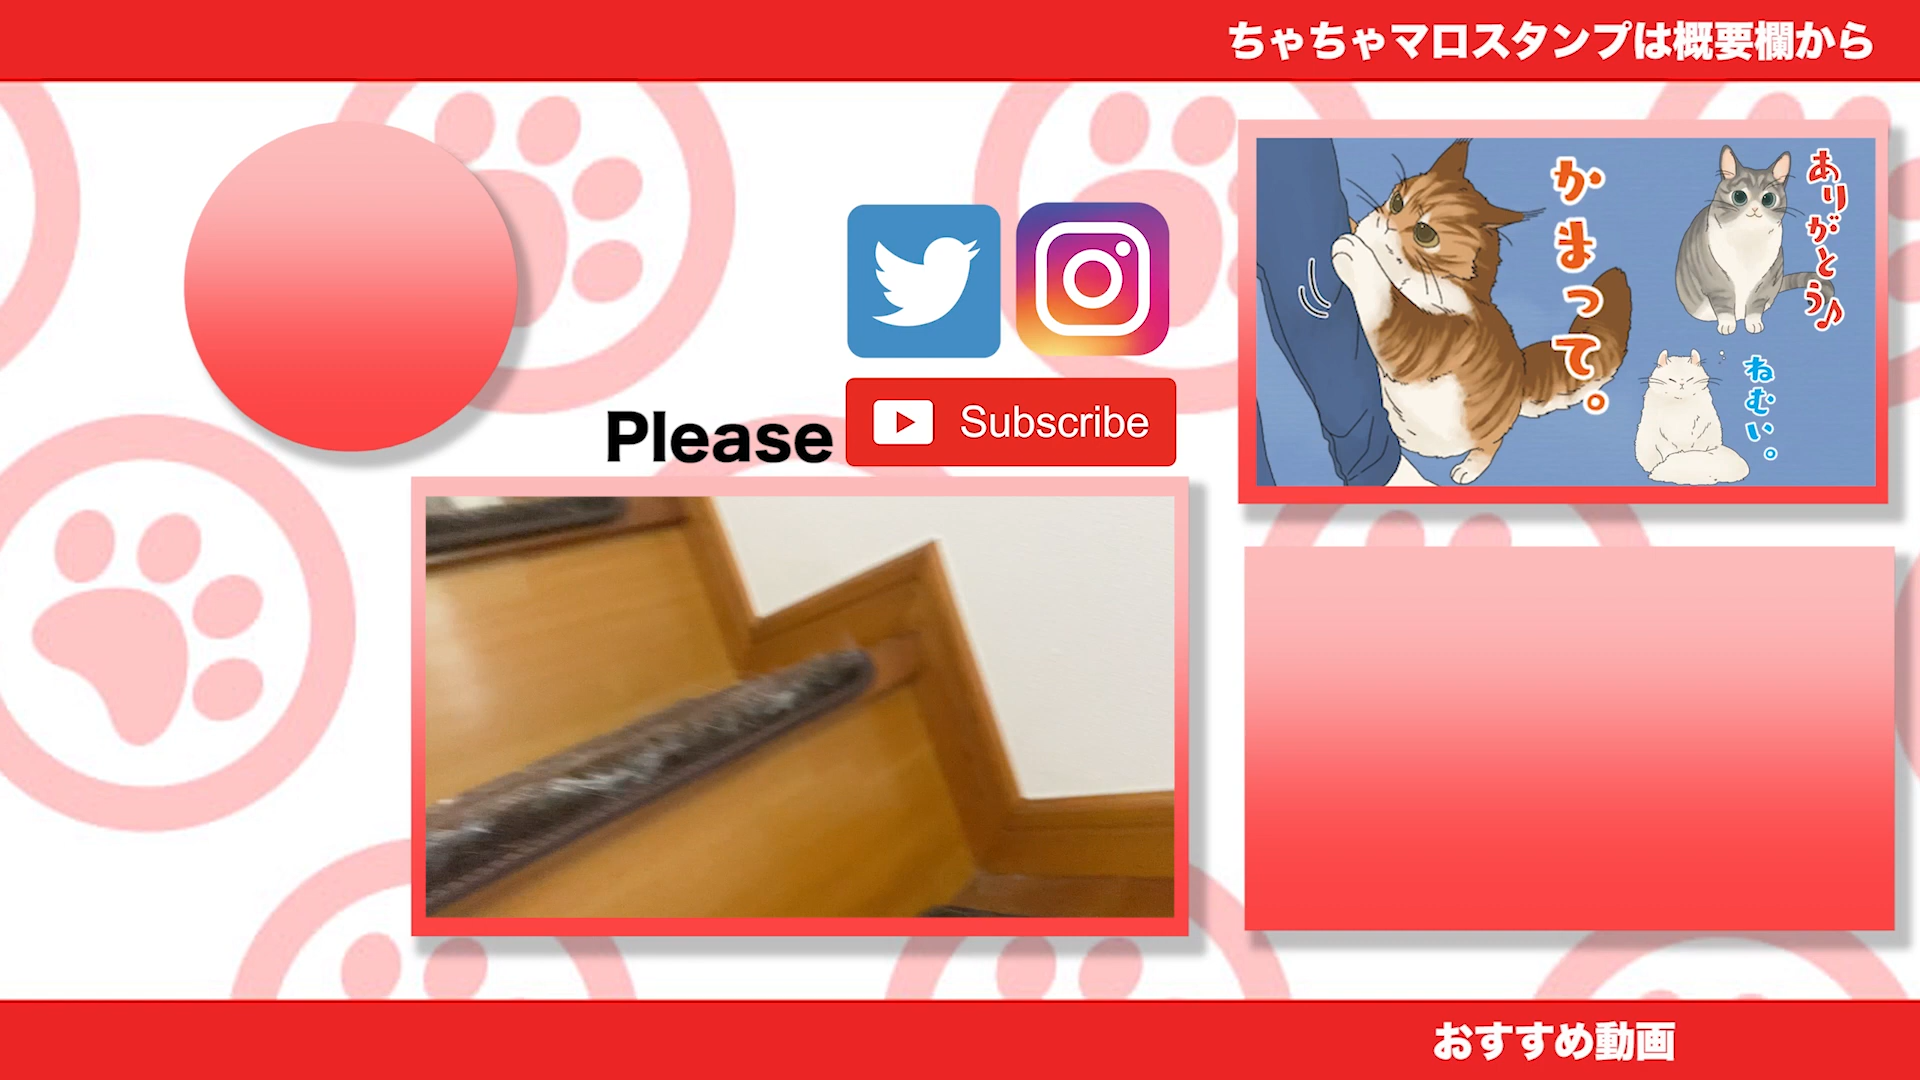 ちゃちゃマロスタンプは概要欄から
かまって。
ありがとう♪
ねむい。
Please
Subscribe
おすすめ動画